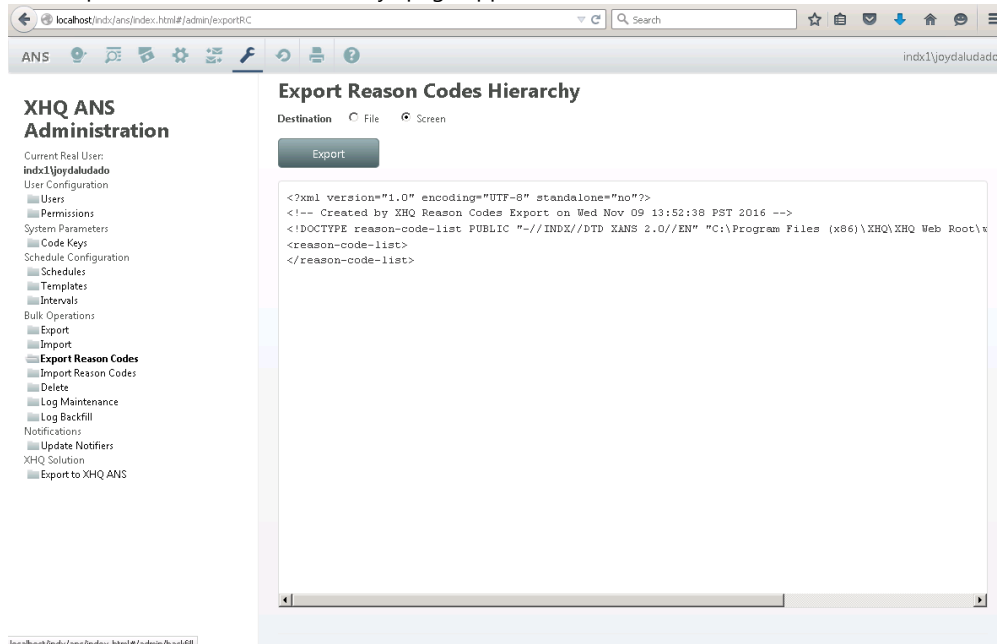 localhost/indx/ans/index.html#/admin/exportRC
Search
ANS
indx1\joydaludado
XHQ ANS
Administration
Current Real User:
indx1\joydaludado
User Configuration
Users
Permissions
System Parameters
Code Keys
Schedule Configuration
Schedules
Templates
Intervals
Bulk Operations
Export
Import
Export Reason Codes
Import Reason Codes
Delete
Log Maintenance
Log Backfill
Notifications
Update Notifiers
XHQ Solution
Export to XHQ ANS
Export Reason Codes Hierarchy
Destination File Screen
Export
<?xml version="1.0" encoding="UTF-8" standalone="no"?>
<!-- Created by XHQ Reason Codes Export on Wed Nov 09 13:52:38 PST 2016 -->
<!DOCTYPE reason-code-list PUBLIC "-//INDX//DTD XANS 2.0//EN" "C:\Program Files (x86)\XHQ\XHQ Web Root\
<reason-code-list>
</reason-code-list>